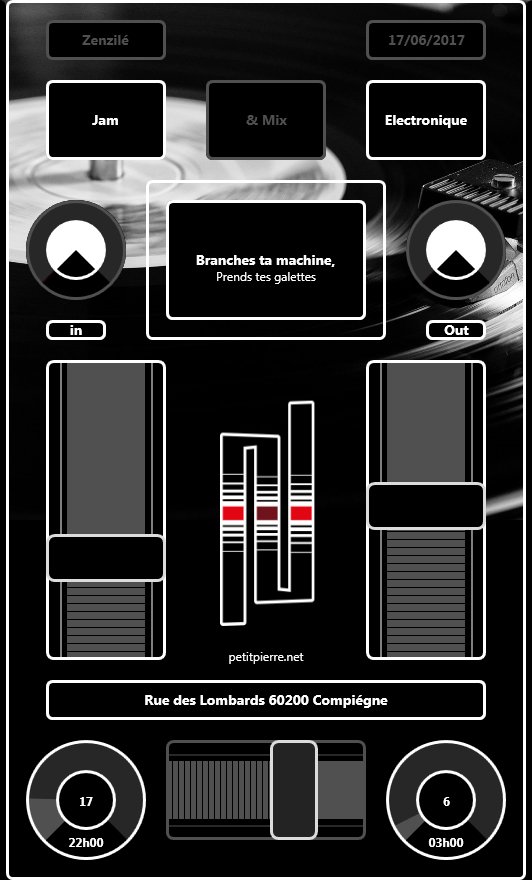 Zenzilé
17/06/2017
Jam
& Mix
Electronique
Branches ta machine,
Prends tes galettes
in
Out
petitpierre.net
Rue des Lombards 60200 Compiégne
17
22h00
6
03h00